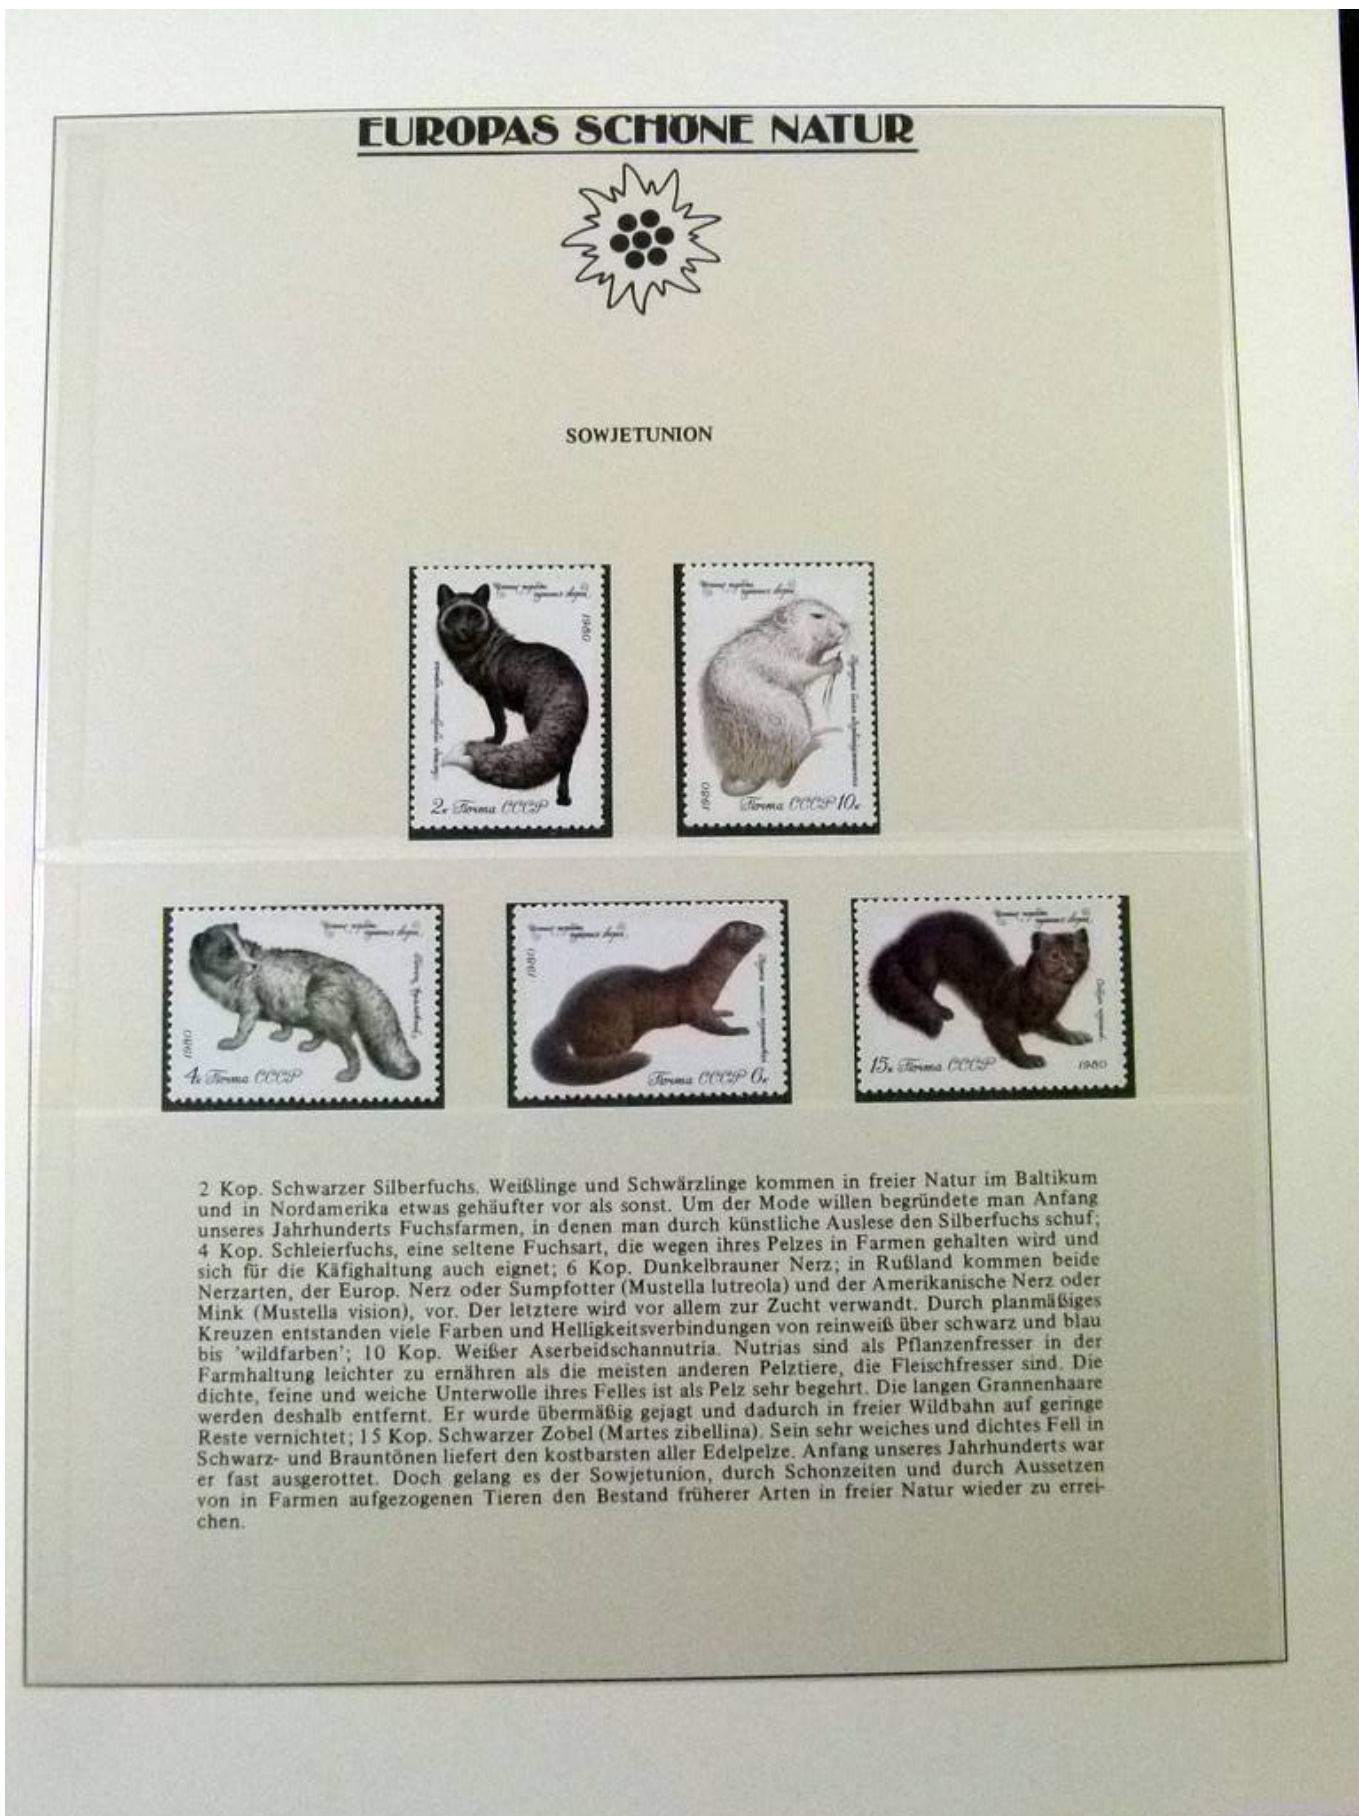 EUROPAS SCHÖNE NATUR
SOWJETUNION
1980
2к Почта СССР
1980
Почта СССР 10к
1980
4к Почта СССР
1980
Почта СССР 6к
15к Почта СССР
1980
2 Kop. Schwarzer Silberfuchs. Weißlinge und Schwärzlinge kommen in freier Natur im Baltikum
und in Nordamerika etwas gehäufter vor als sonst. Um der Mode willen begründete man Anfang
unseres Jahrhunderts Fuchsfarmen, in denen man durch künstliche Auslese den Silberfuchs schuf;
4 Kop. Schleierfuchs, eine seltene Fuchsart, die wegen ihres Pelzes in Farmen gehalten wird und
sich für die Käfighaltung auch eignet; 6 Kop. Dunkelbrauner Nerz; in Rußland kommen beide
Nerzarten, der Europ. Nerz oder Sumpfotter (Mustella lutreola) und der Amerikanische Nerz oder
Mink (Mustella vision), vor. Der letztere wird vor allem zur Zucht verwandt. Durch planmäßiges
Kreuzen entstanden viele Farben und Helligkeitsverbindungen von reinweiß über schwarz und blau
bis 'wildfarben'; 10 Kop. Weißer Aserbeidschannutria. Nutrias sind als Pflanzenfresser in der
Farmhaltung leichter zu ernähren als die meisten anderen Pelztiere, die Fleischfresser sind. Die
dichte, feine und weiche Unterwolle ihres Felles ist als Pelz sehr begehrt. Die langen Grannenhaare
werden deshalb entfernt. Er wurde übermäßig gejagt und dadurch in freier Wildbahn auf geringe
Reste vernichtet; 15 Kop. Schwarzer Zobel (Martes zibellina). Sein sehr weiches und dichtes Fell in
Schwarz- und Brauntönen liefert den kostbarsten aller Edelpelze. Anfang unseres Jahrhunderts war
er fast ausgerottet. Doch gelang es der Sowjetunion, durch Schonzeiten und durch Aussetzen
von in Farmen aufgezogenen Tieren den Bestand früherer Arten in freier Natur wieder zu errei-
chen.